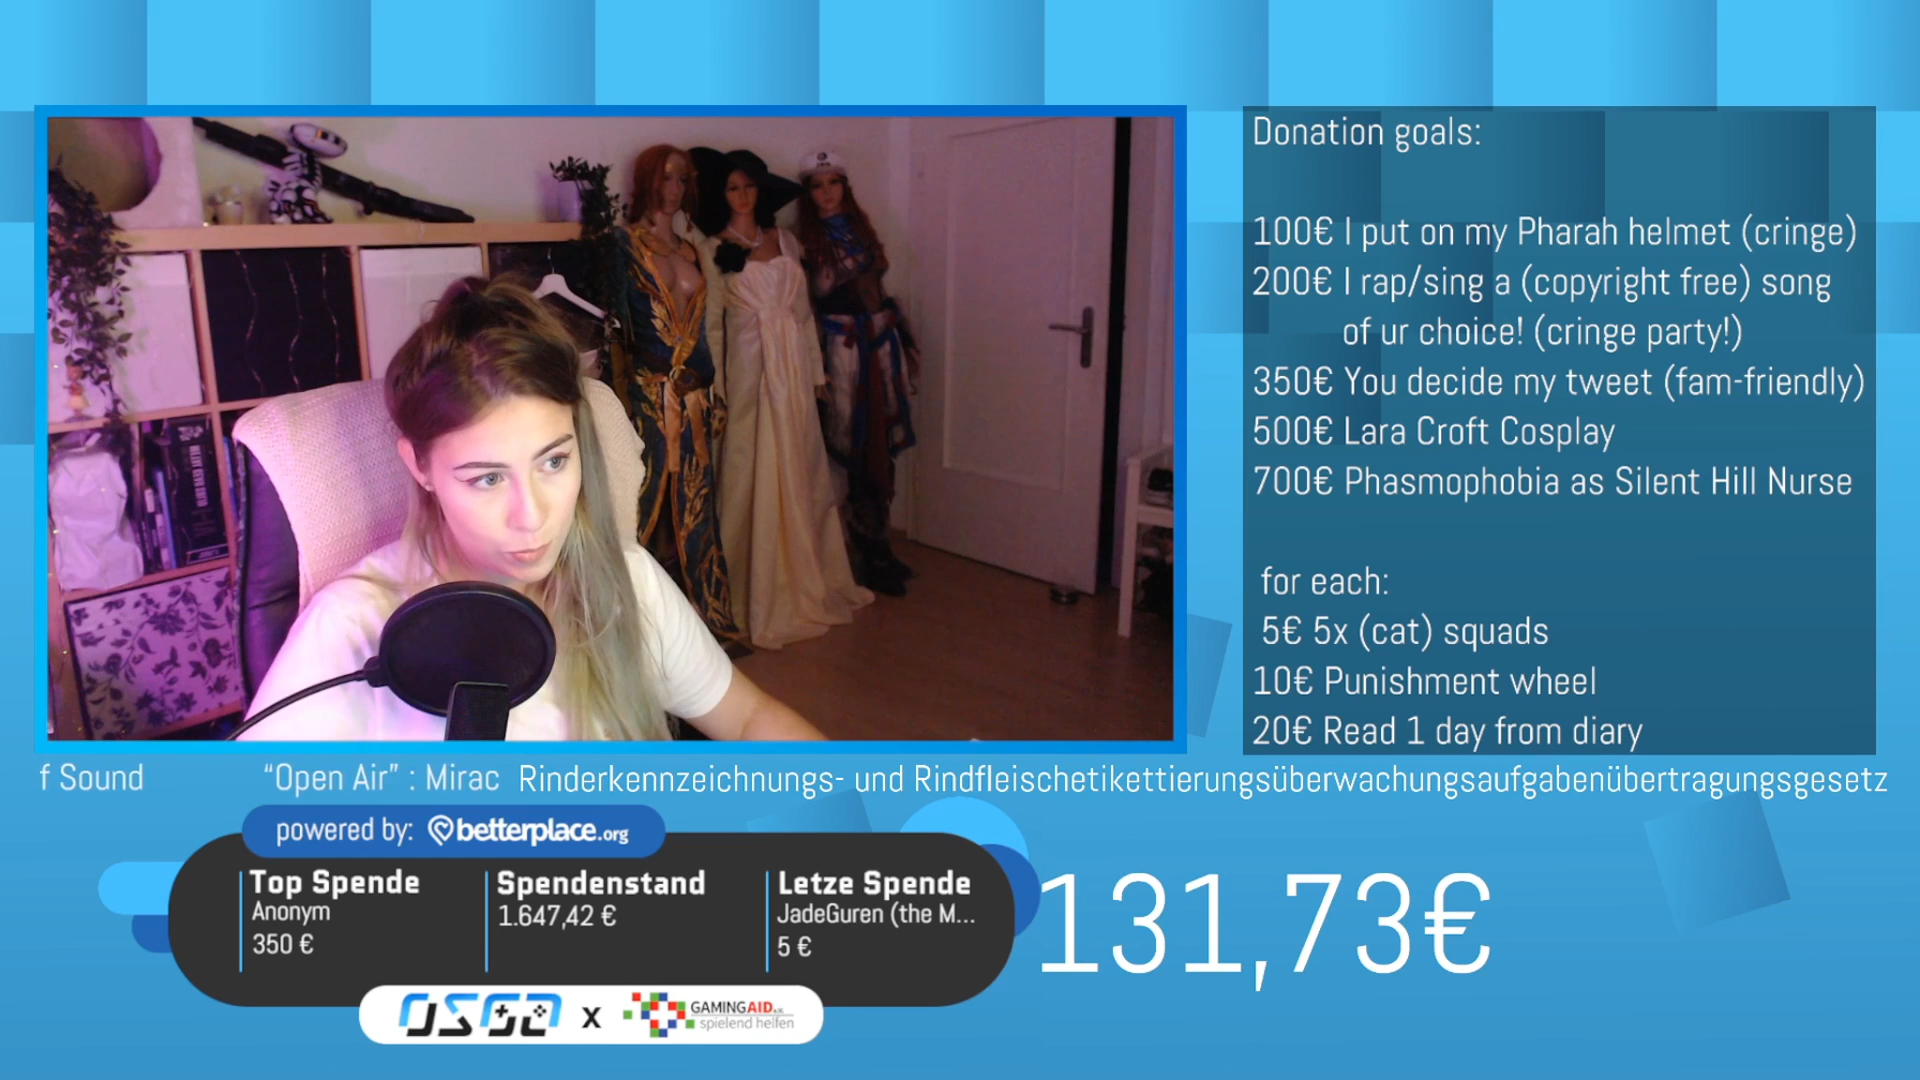 Donation goals:
100€ I put on my Pharah helmet (cringe)
200€ I rap/sing a (copyright free) song
of ur choice! (cringe party!)
350€ You decide my tweet (fam-friendly)
500€ Lara Croft Cosplay
700€ Phasmophobia as Silent Hill Nurse
for each:
5€ 5x (cat) squads
10€ Punishment wheel
20€ Read 1 day from diary
f Sound “Open Air” : Mirac Rinderkennzeichnungs- und Rindfleischetikettierungsüberwachungsaufgabenübertragungsgesetz
powered by: betterplace.org
Top Spende
Anonym
350 €
Spendenstand
1.647,42 €
Letze Spende
JadeGuren (the M...
5 €
131,73€
x
GAMINGAID e.V.
spielend helfen